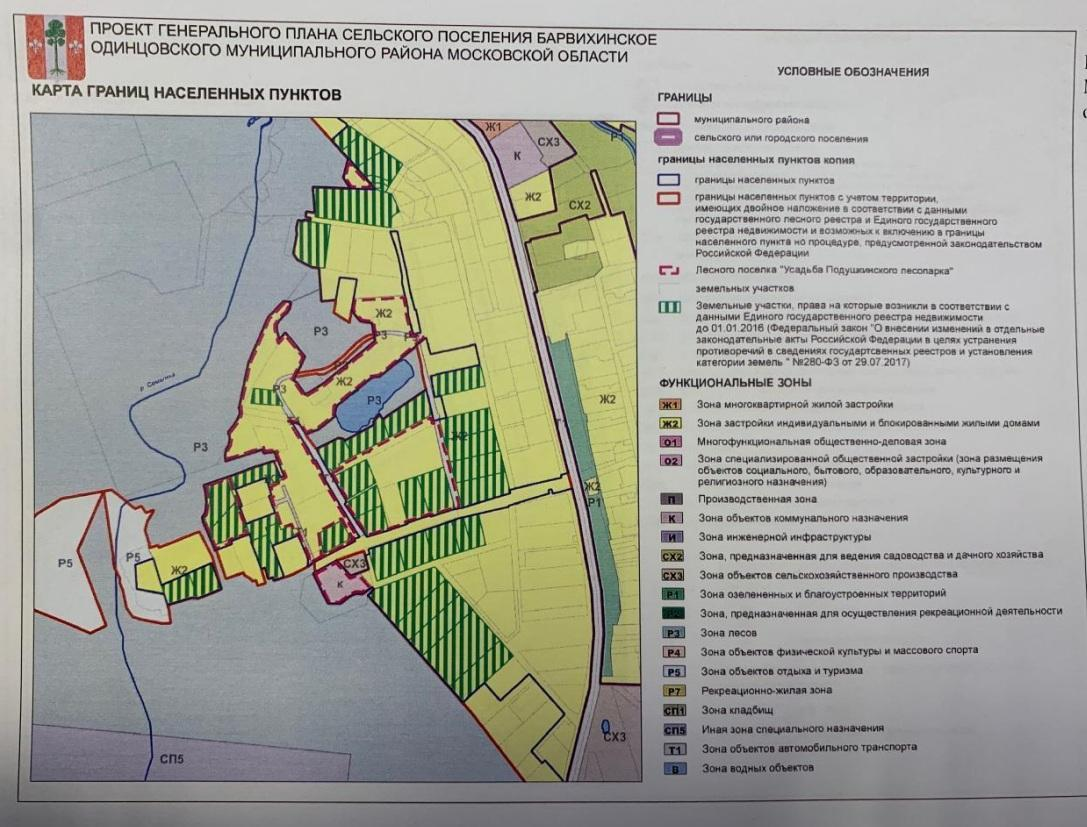 ПРОЕКТ ГЕНЕРАЛЬНОГО ПЛАНА СЕЛЬСКОГО ПОСЕЛЕНИЯ БАРВИХИНСКОЕ
ОДИНЦОВСКОГО МУНИЦИПАЛЬНОГО РАЙОНА МОСКОВСКОЙ ОБЛАСТИ
КАРТА ГРАНИЦ НАСЕЛЕННЫХ ПУНКТОВ
Ж1
К
СХ3
Р1
Ж2
СХ2
Ж2
Р3
Р3
Ж2
Р3
Р3
Ж2
Р3
Ж2
Ж2
Р1
Р5
Р5
Ж2
СХ3
К
СП5
СХ3
УСЛОВНЫЕ ОБОЗНАЧЕНИЯ
ГРАНИЦЫ
муниципального района
сельского или городского поселения
границы населенных пунктов копия
границы населенных пунктов
границы населенных пунктов с учетом территории,
имеющих двойное наложение в соответствии с данными
государственного лесного реестра и Единого государственного
реестра недвижимости и возможных к включению в границы
населенного пункта по процедуре, предусмотренной законодательством
Российской Федерации
Лесного поселка "Усадьба Подушкинского лесопарка"
земельных участков
Земельные участки, права на которые возникли в соответствии с
данными Единого государственного реестра недвижимости
до 01.01.2016 (Федеральный закон "О внесении изменений в отдельные
законодательные акты Российской Федерации в целях устранения
противоречий в сведениях государтсвенных реестров и установления
категории земель " №280-ФЗ от 29.07.2017)
ФУНКЦИОНАЛЬНЫЕ ЗОНЫ
Ж1 Зона многоквартирной жилой застройки
Ж2 Зона застройки индивидуальными и блокированными жилыми домами
О1 Многофункциональная общественно-деловая зона
О2 Зона специализированной общественной застройки (зона размещения
объектов социального, бытового, образовательного, культурного и
религиозного назначения)
П Производственная зона
К Зона объектов коммунального назначения
И Зона инженерной инфраструктуры
СХ2 Зона, предназначенная для ведения садоводства и дачного хозяйства
СХ3 Зона объектов сельскохозяйственного производства
Р1 Зона озелененных и благоустроенных территорий
Р2 Зона, предназначенная для осуществления рекреационной деятельности
Р3 Зона лесов
Р4 Зона объектов физической культуры и массового спорта
Р5 Зона объектов отдыха и туризма
Р7 Рекреационно-жилая зона
СП1 Зона кладбищ
СП5 Иная зона специального назначения
Т1 Зона объектов автомобильного транспорта
В Зона водных объектов